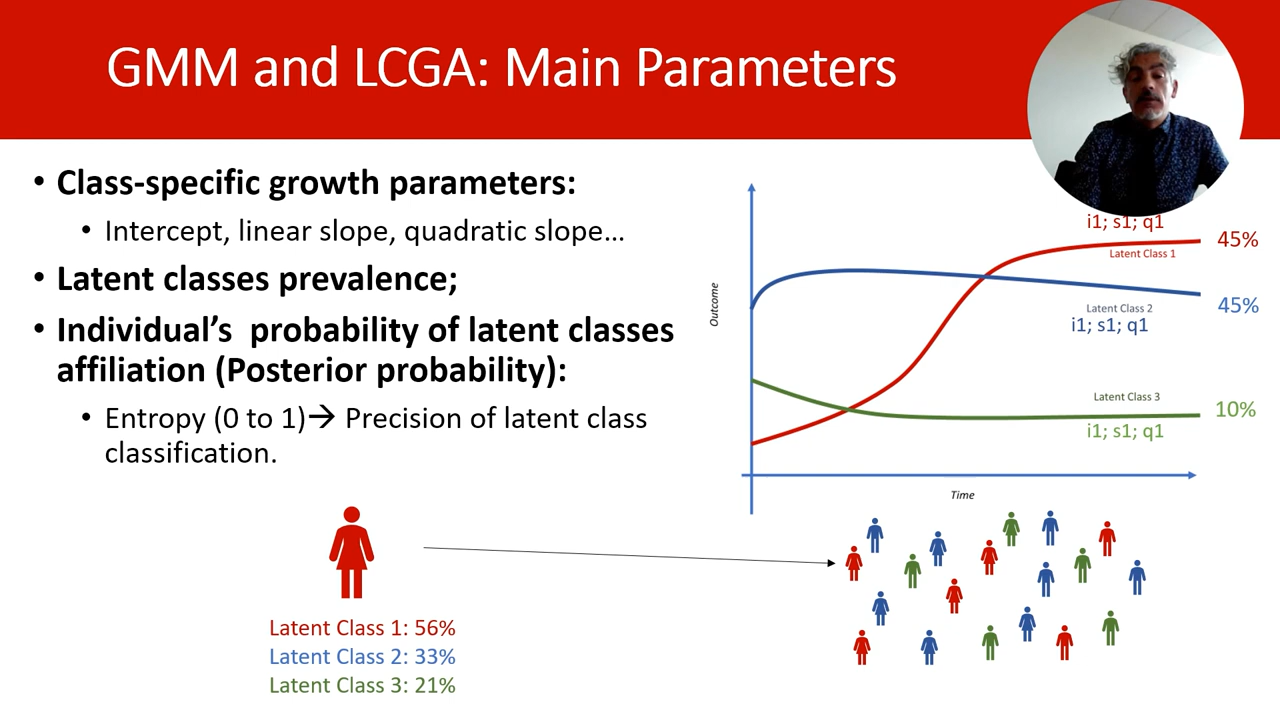 GMM and LCGA: Main Parameters
• Class-specific growth parameters:
• Intercept, linear slope, quadratic slope...
• Latent classes prevalence;
• Individual's probability of latent classes
affiliation (Posterior probability):
• Entropy (0 to 1)→ Precision of latent class
classification.
Latent Class 1: 56%
Latent Class 2: 33%
Latent Class 3: 21%
Outcome
i1; s1; q1
45%
Latent Class 1
Latent Class 2
45%
i1; s1; q1
Latent Class 3
10%
i1; s1; q1
Time